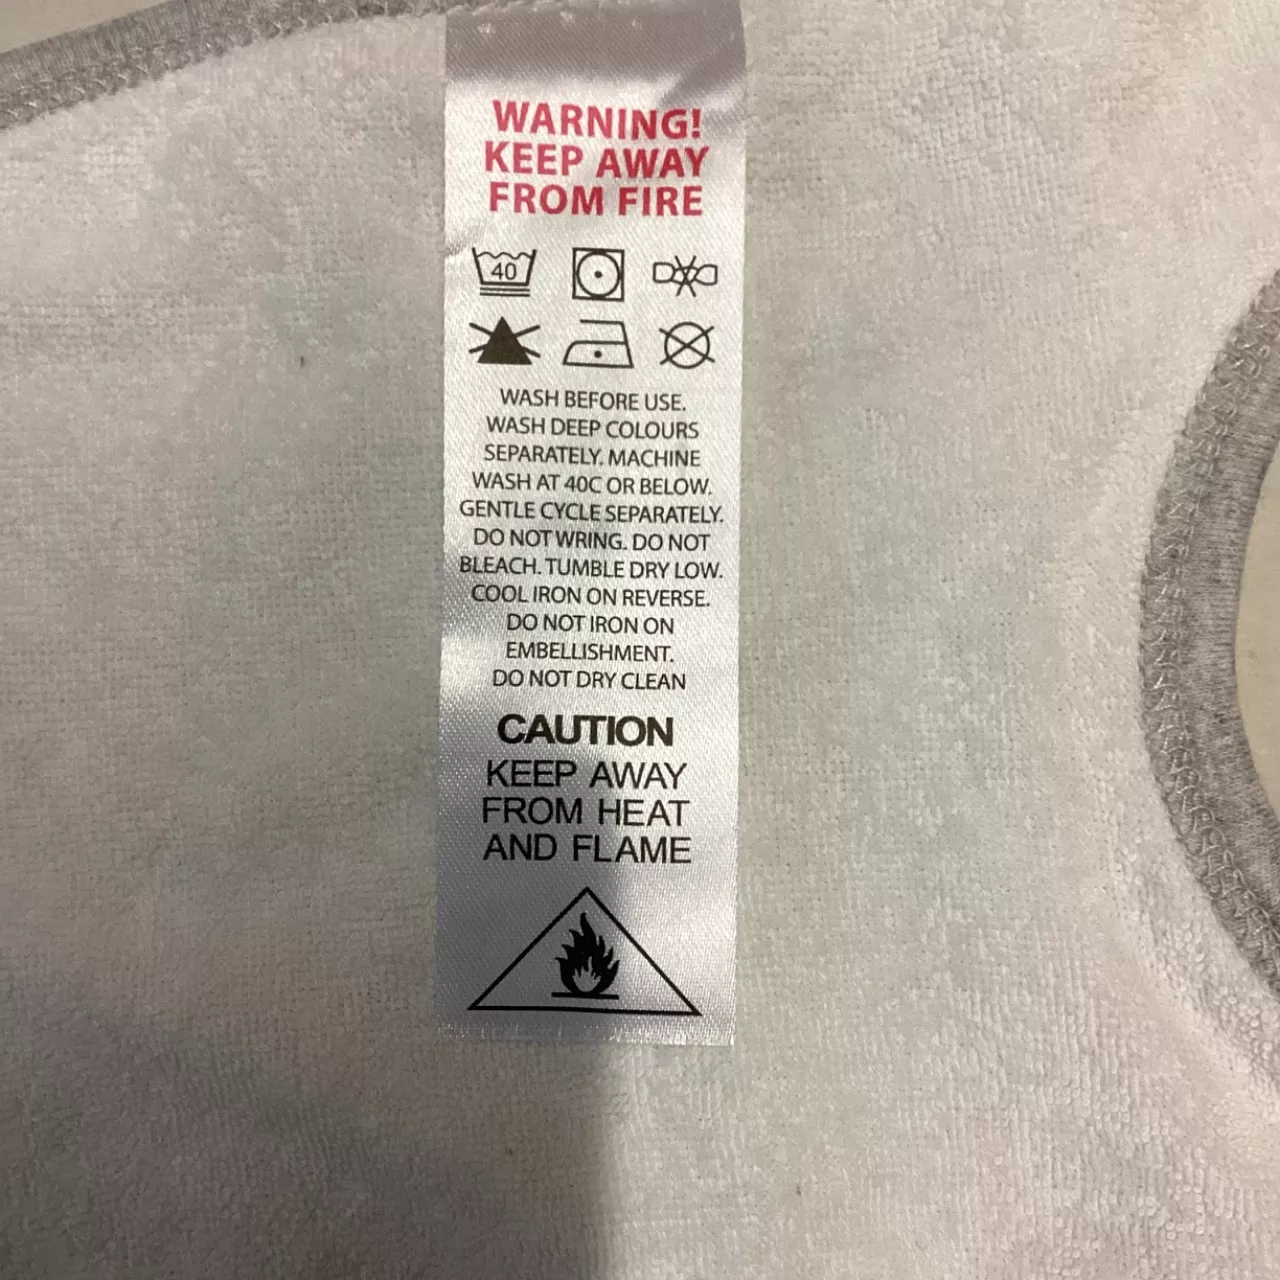 WARNING!
KEEP AWAY
FROM FIRE
40
WASH BEFORE USE.
WASH DEEP COLOURS
SEPARATELY. MACHINE
WASH AT 40C OR BELOW.
GENTLE CYCLE SEPARATELY.
DO NOT WRING. DO NOT
BLEACH. TUMBLE DRY LOW.
COOL IRON ON REVERSE.
DO NOT IRON ON
EMBELLISHMENT.
DO NOT DRY CLEAN
CAUTION
KEEP AWAY
FROM HEAT
AND FLAME